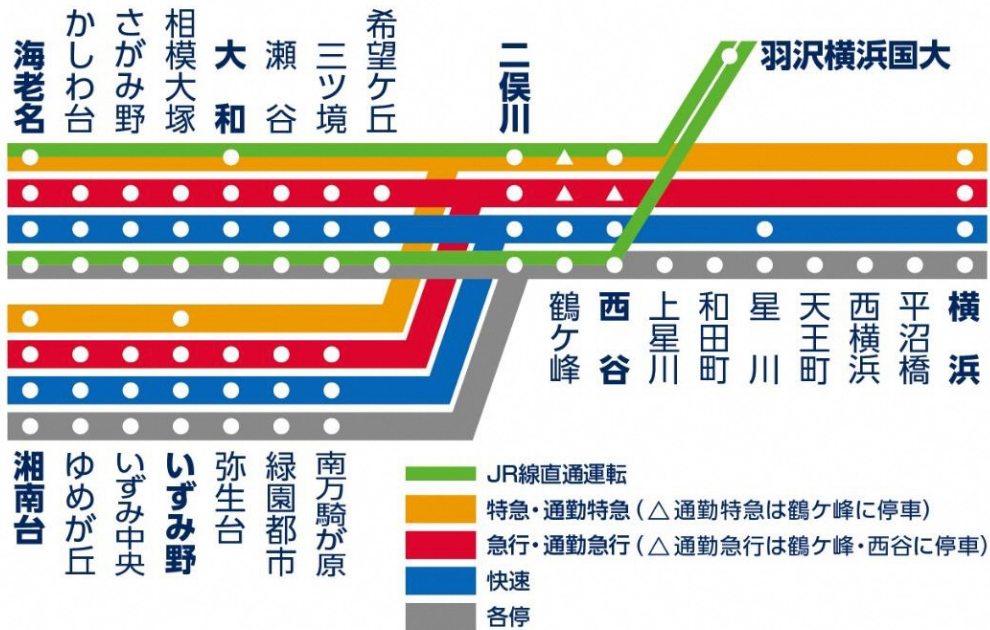 海老名
かしわ台
さがみ野
相模大塚
大和
瀬谷
三ツ境
希望ケ丘
二俣川
羽沢横浜国大
鶴ケ峰
西谷
上星川
和田町
星川
天王町
西横浜
平沼橋
横浜
湘南台
ゆめが丘
いずみ中央
いずみ野
弥生台
緑園都市
南万騎が原
JR線直通運転
特急・通勤特急(△通勤特急は鶴ケ峰に停車)
急行・通勤急行(△通勤急行は鶴ケ峰・西谷に停車)
快速
各停